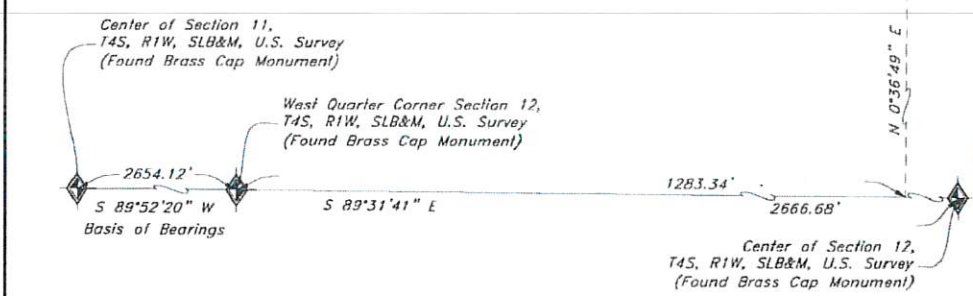 Center of Section 11,
T4S, R1W, SLB&M, U.S. Survey
(Found Brass Cap Monument)
N 0°36'49" E
West Quarter Corner Section 12,
T4S, R1W, SLB&M, U.S. Survey
(Found Brass Cap Monument)
2654.12'
1283.34'
S 89°52'20" W
S 89°31'41" E
2666.68'
Basis of Bearings
Center of Section 12,
T4S, R1W, SLB&M, U.S. Survey
(Found Brass Cap Monument)